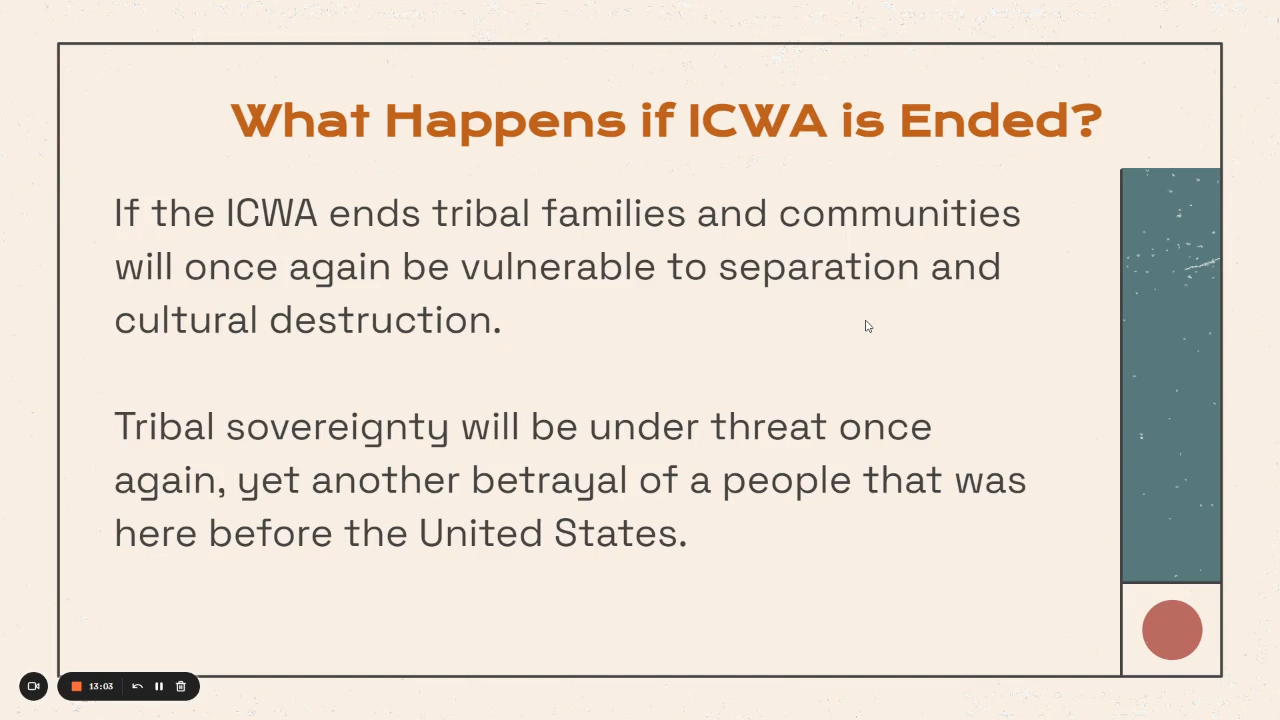 What Happens if ICWA is Ended?
If the ICWA ends tribal families and communities
will once again be vulnerable to separation and
cultural destruction.
Tribal sovereignty will be under threat once
again, yet another betrayal of a people that was
here before the United States.
13:03